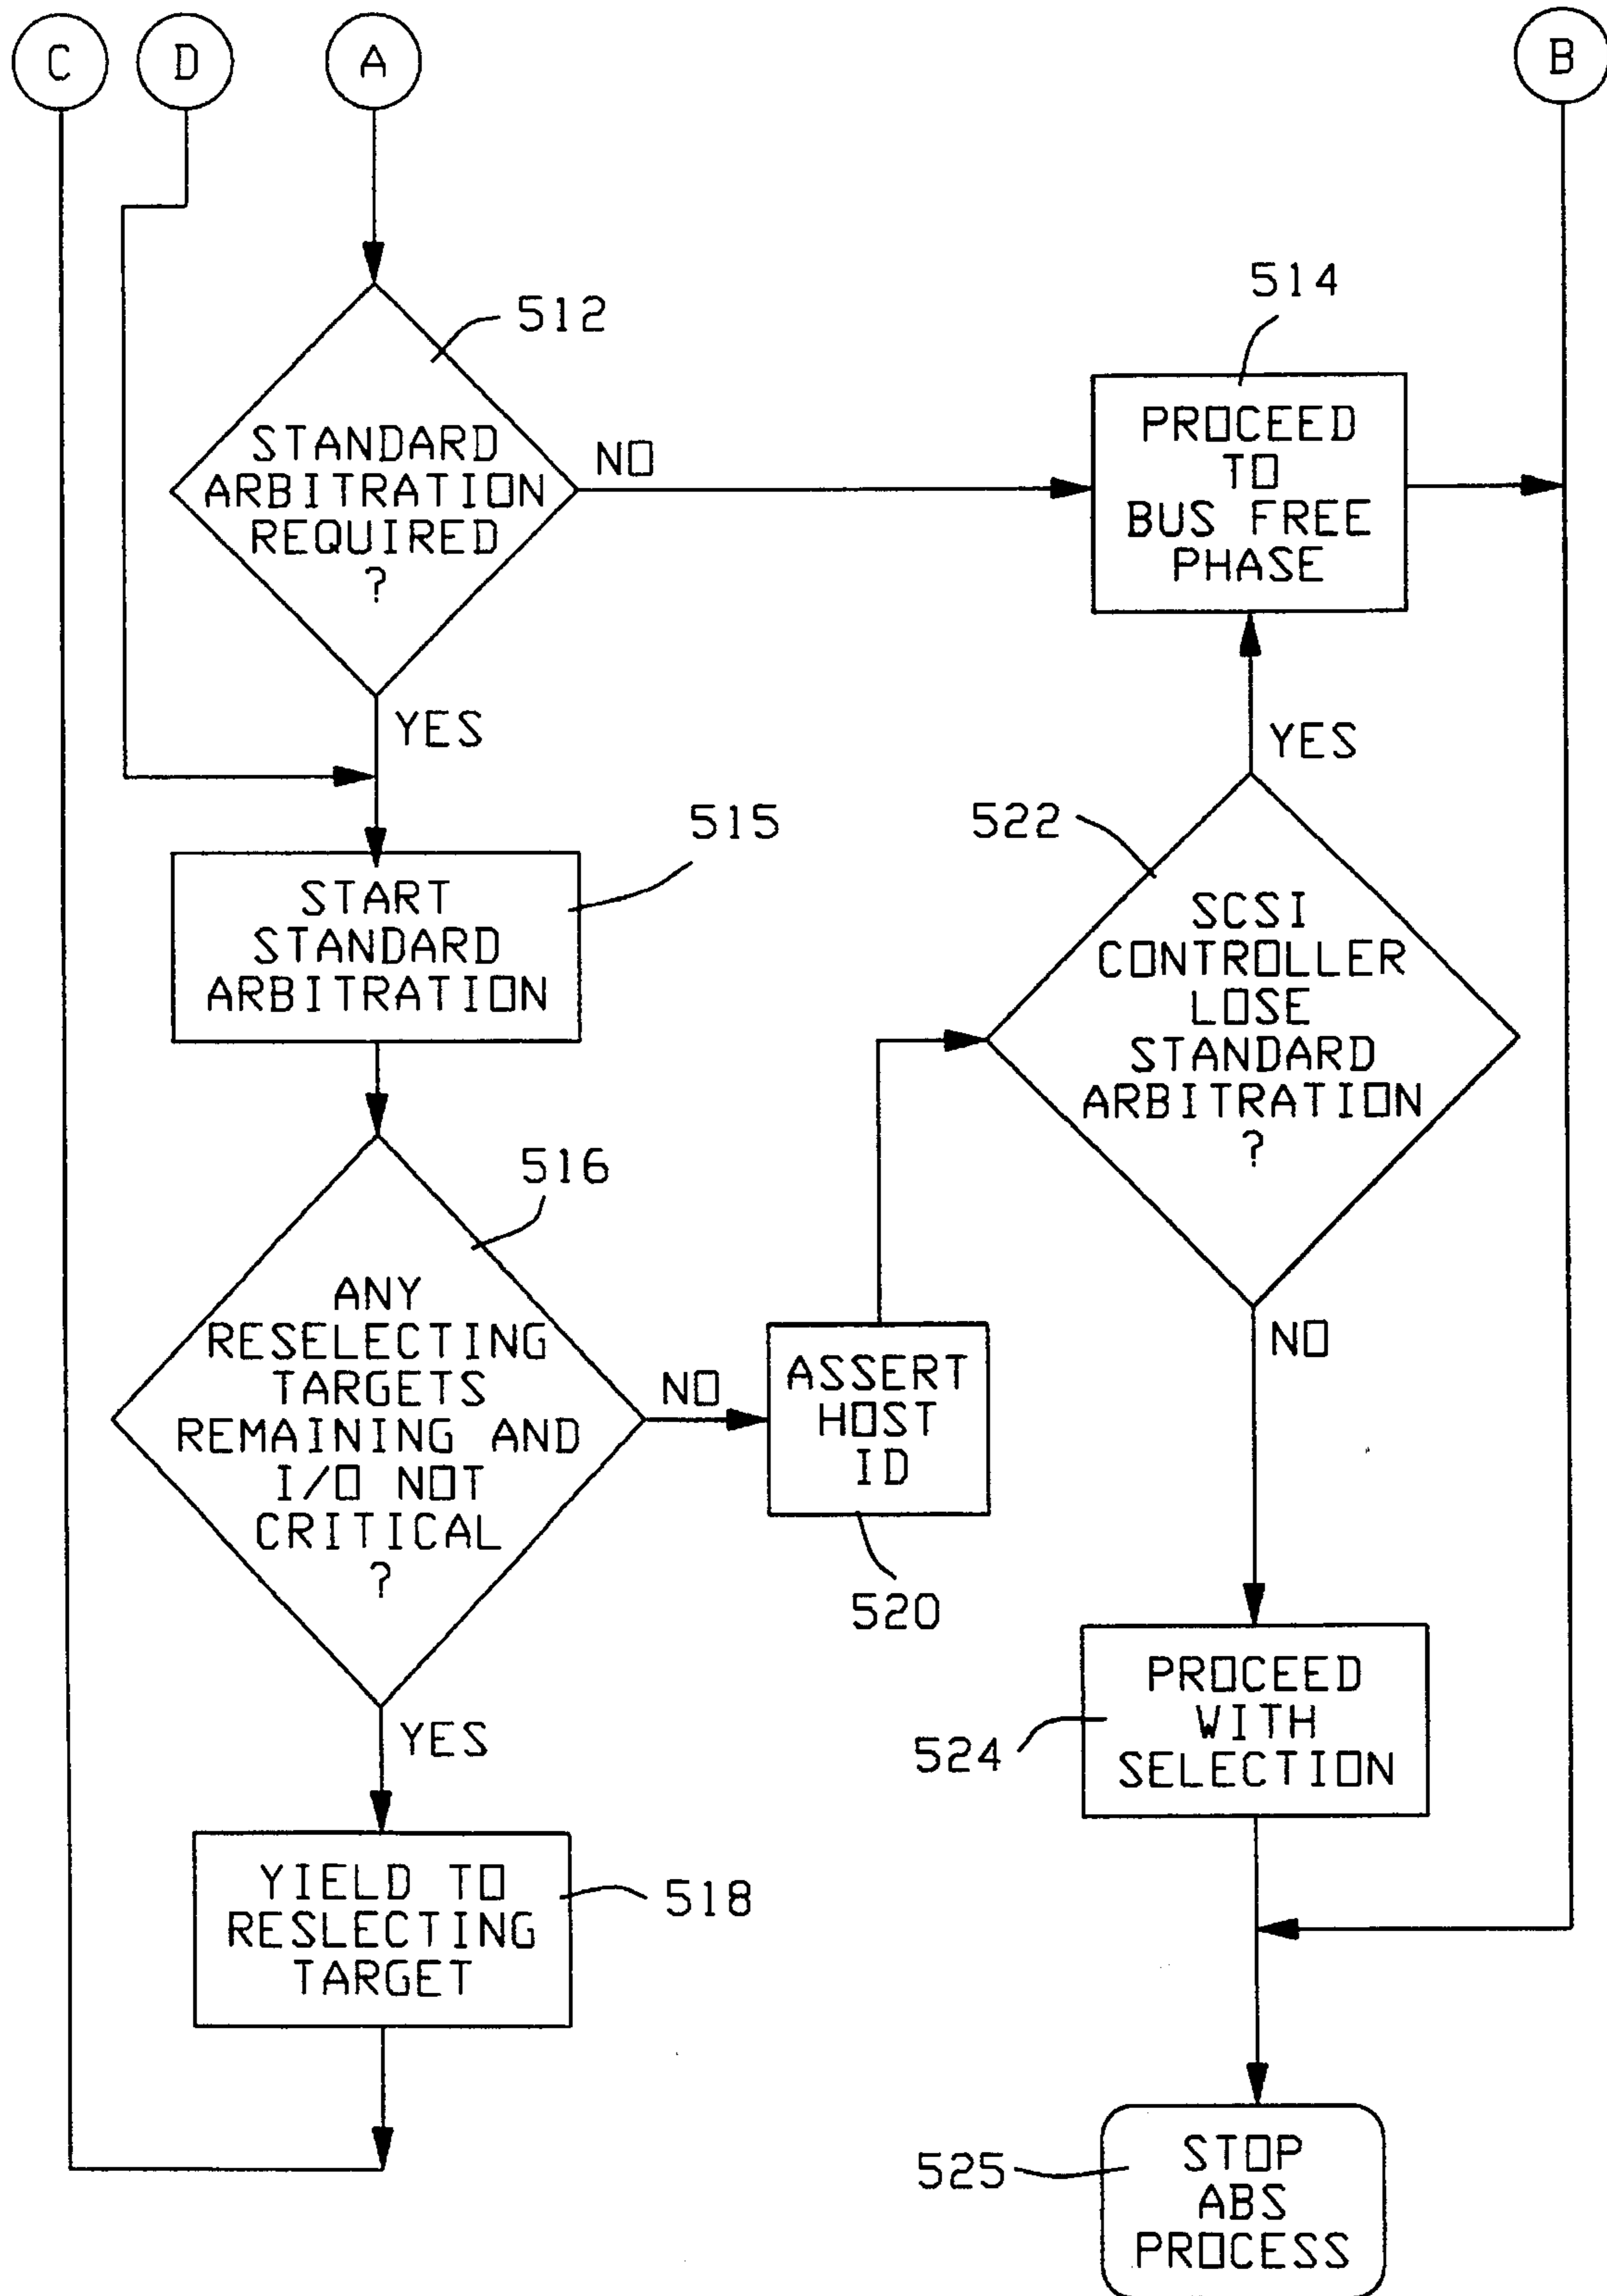 C
D
A
B
512
STANDARD
ARBITRATION
REQUIRED
?
NO
YES
514
PROCEED
TO
BUS FREE
PHASE
515
START
STANDARD
ARBITRATION
YES
522
SCSI
CONTROLLER
LOSE
STANDARD
ARBITRATION
?
516
ANY
RESELECTING
TARGETS
REMAINING AND
I/O NOT
CRITICAL
?
NO
ASSERT
HOST
ID
520
NO
YES
524
PROCEED
WITH
SELECTION
YIELD TO
RESLECTING
TARGET
518
525
STOP
ABS
PROCESS